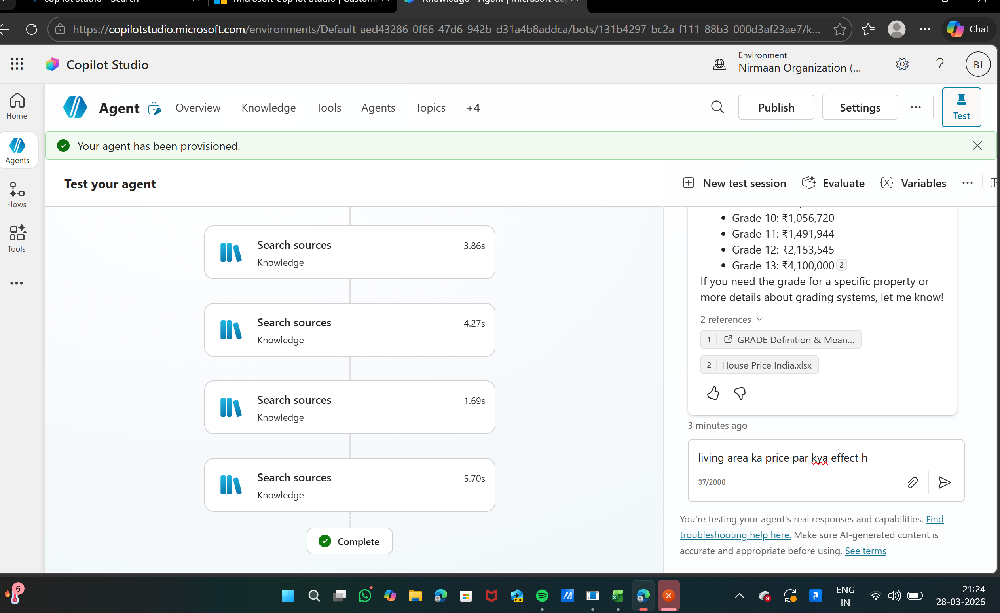 copilot studio - Search
Microsoft Copilot Studio | Custom
Knowledge - Agent | Microsoft Cop
https://copilotstudio.microsoft.com/environments/Default-aed43286-0f66-47d6-942b-d31a4b8addca/bots/131b4297-bc2a-f111-88b3-000d3af23ae7/k...
Chat
Copilot Studio
Environment
Nirmaan Organization (...
BJ
Home
Agents
Flows
Tools
Agent
Overview
Knowledge
Tools
Agents
Topics
+4
Publish
Settings
Test
Your agent has been provisioned.
Test your agent
New test session
Evaluate
{x} Variables
Search sources
3.86s
Knowledge
Search sources
4.27s
Knowledge
Search sources
1.69s
Knowledge
Search sources
5.70s
Knowledge
Complete
• Grade 10: ₹1,056,720
• Grade 11: ₹1,491,944
• Grade 12: ₹2,153,545
• Grade 13: ₹4,100,000 2
If you need the grade for a specific property or
more details about grading systems, let me know!
2 references
1 GRADE Definition & Mean...
2 House Price India.xlsx
3 minutes ago
living area ka price par kya effect h
37/2000
You're testing your agent's real responses and capabilities. Find
troubleshooting help here. Make sure AI-generated content is
accurate and appropriate before using. See terms
6
PRE
ENG
IN
21:24
28-03-2026